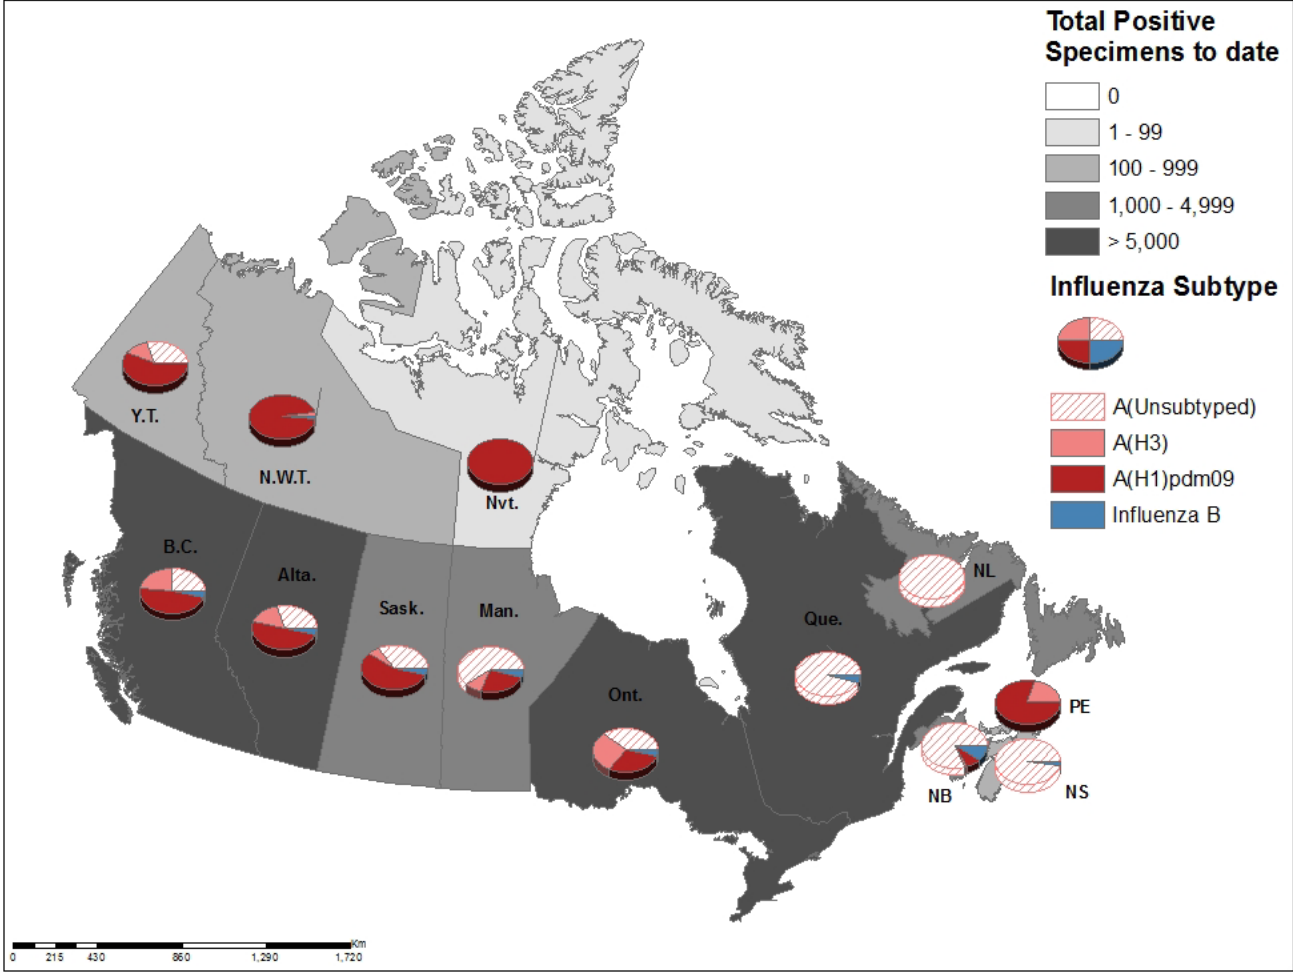 Total Positive
Specimens to date
0
1 - 99
100 - 999
1,000 - 4,999
> 5,000
Influenza Subtype
A(Unsubtyped)
A(H3)
A(H1)pdm09
Influenza B
Y.T.
N.W.T.
Nvt.
B.C.
Alta.
Sask.
Man.
Ont.
Que.
NL
PE
NB
NS
Km
0 215 430 860 1,290 1,720